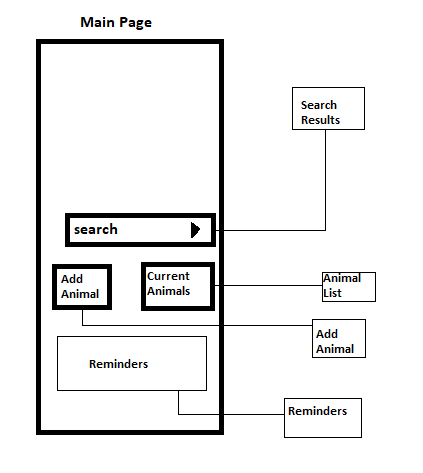 Main Page
Search
Results
search
Add
Animal
Current
Animals
Animal
List
Add
Animal
Reminders
Reminders